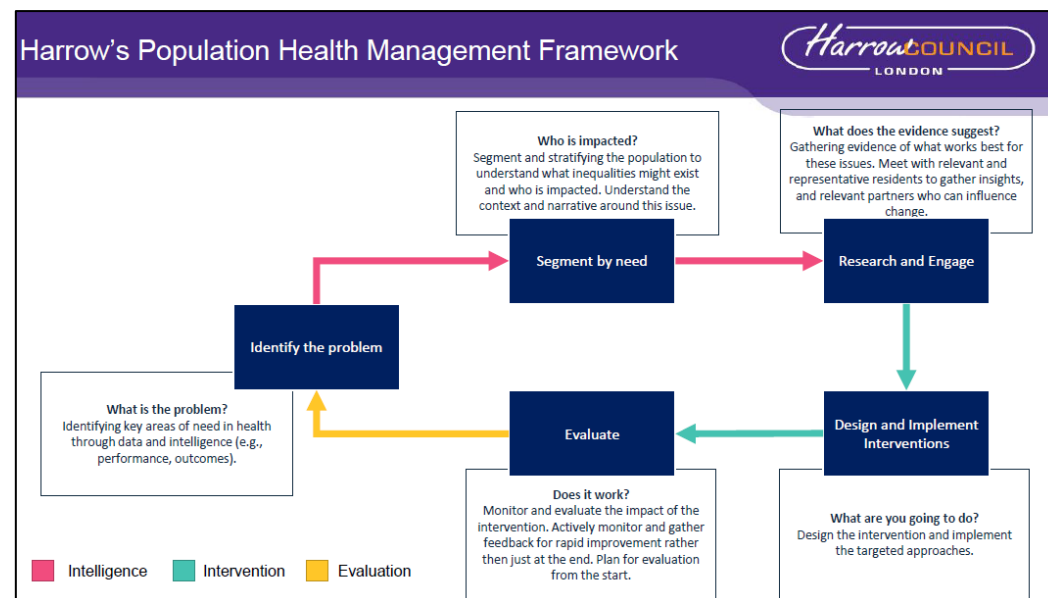 Harrow's Population Health Management Framework
HarrowCOUNCIL
LONDON
Who is impacted?
Segment and stratifying the population to
understand what inequalities might exist
and who is impacted. Understand the
context and narrative around this issue.
What does the evidence suggest?
Gathering evidence of what works best for
these issues. Meet with relevant and
representative residents to gather insights,
and relevant partners who can influence
change.
Segment by need
Research and Engage
Identify the problem
What is the problem?
Identifying key areas of need in health
through data and intelligence (e.g.,
performance, outcomes).
Evaluate
Design and Implement
Interventions
Does it work?
Monitor and evaluate the impact of the
intervention. Actively monitor and gather
feedback for rapid improvement rather
then just at the end. Plan for evaluation
from the start.
What are you going to do?
Design the intervention and implement
the targeted approaches.
Intelligence
Intervention
Evaluation